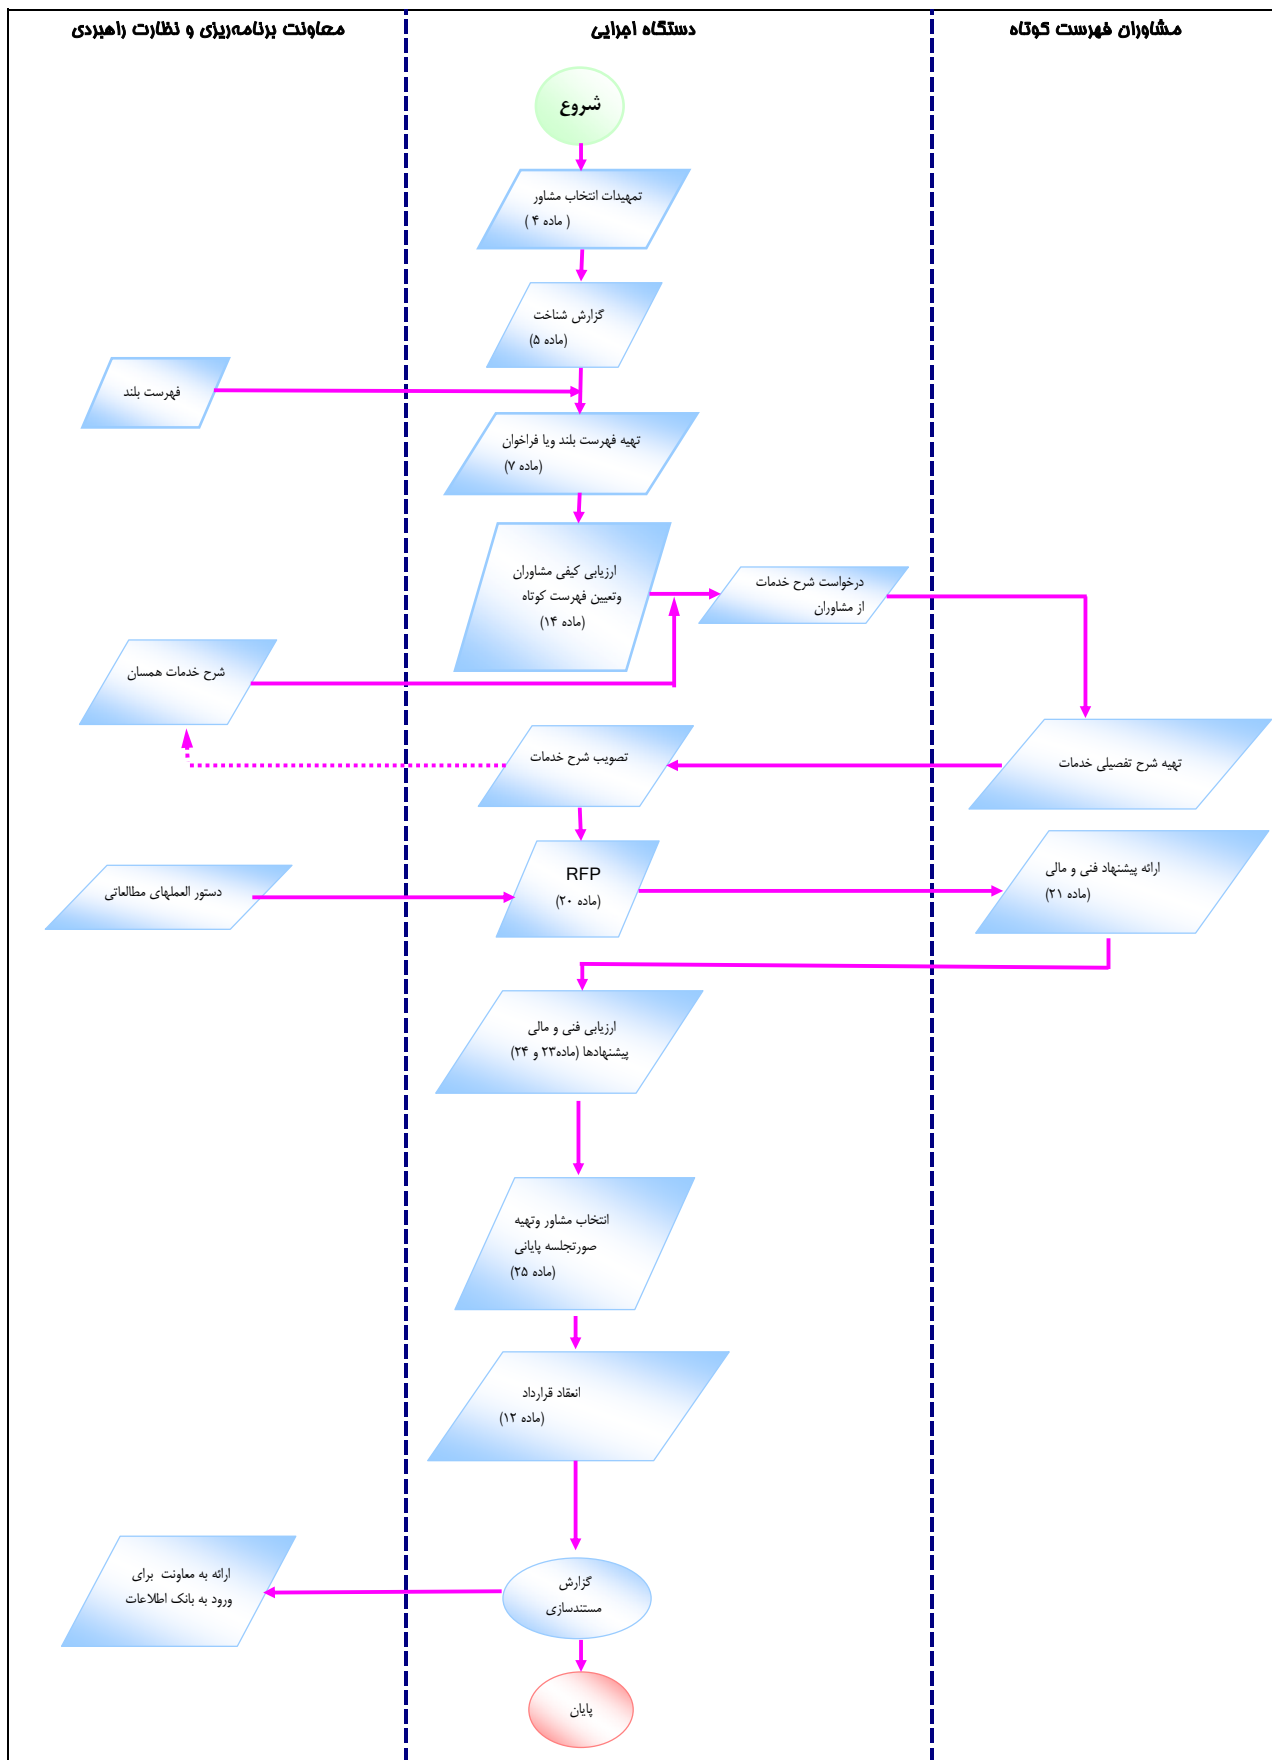 مشاوران فهرست کوتاه
دستگاه اجرایی
معاونت برنامه‌ریزی و نظارت راهبردی
شروع
تمهیدات انتخاب مشاور
( ماده ۴ )
گزارش شناخت
(ماده ۵)
فهرست بلند
تهیه فهرست بلند ویا فراخوان
(ماده ۷)
ارزیابی کیفی مشاوران
وتعیین فهرست کوتاه
(ماده ۱۴)
درخواست شرح خدمات
از مشاوران
شرح خدمات همسان
تهیه شرح تفصیلی خدمات
تصویب شرح خدمات
RFP
(ماده ۲۰)
دستور العملهای مطالعاتی
ارائه پیشنهاد فنی و مالی
(ماده ۲۱)
ارزیابی فنی و مالی
پیشنهادها (ماده۲۳ و ۲۴)
انتخاب مشاور وتهیه
صورتجلسه پایانی
(ماده ۲۵)
انعقاد قرارداد
(ماده ۱۲)
گزارش
مستندسازی
ارائه به معاونت برای
ورود به بانک اطلاعات
پایان